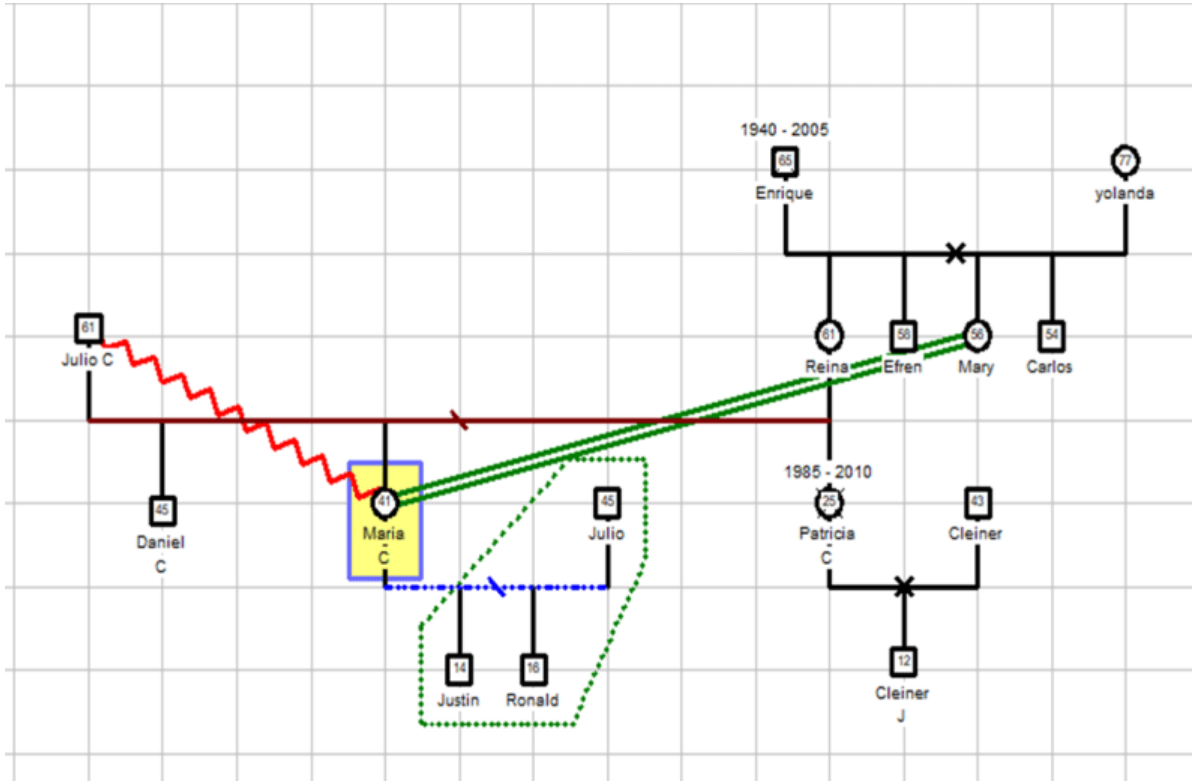 1940 - 2005
65
77
Enrique
yolanda
61
61
58
56
54
Julio C
Reina
Efren
Mary
Carlos
1985 - 2010
45
41
45
25
43
Daniel
C
Maria
C
Julio
Patricia
C
Cleiner
14
16
12
Justin
Ronald
Cleiner
J